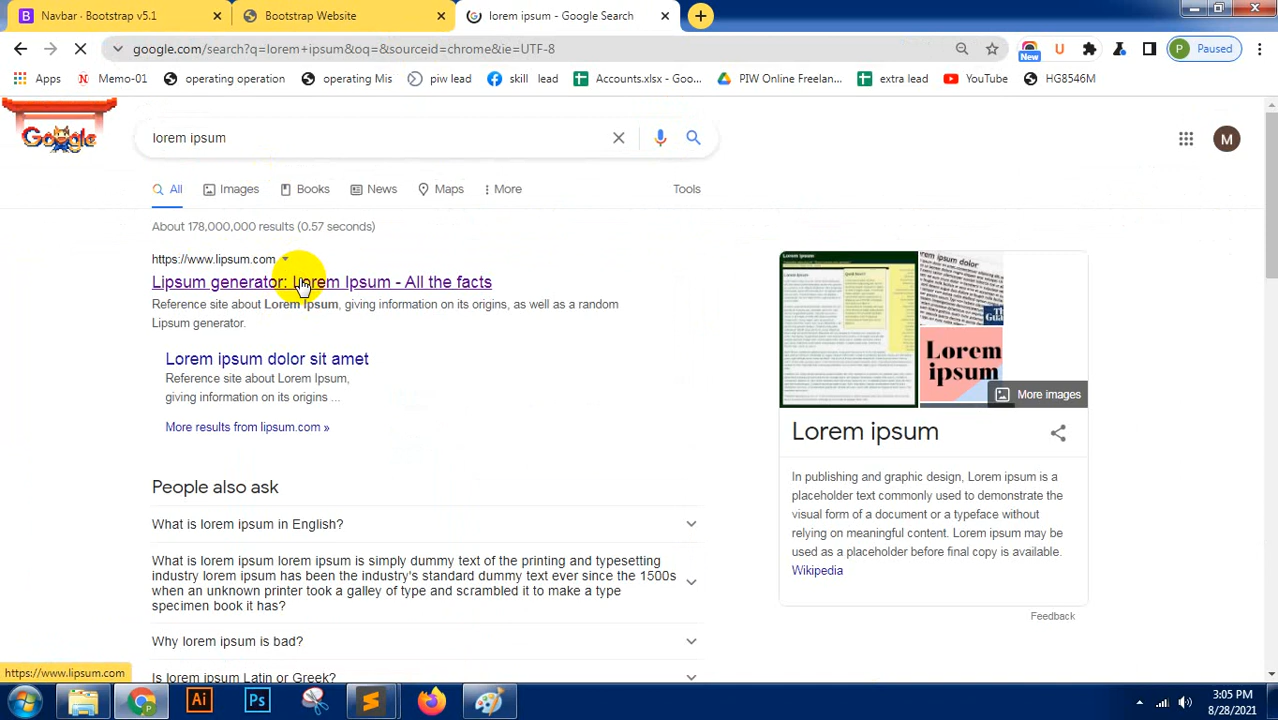 Navbar · Bootstrap v5.1
Bootstrap Website
lorem ipsum - Google Search
google.com/search?q=lorem+ipsum&oq=&sourceid=chrome&ie=UTF-8
New
U
P Paused
Apps
Memo-01
operating operation
operating Mis
piw lead
skill lead
Accounts.xlsx - Goo...
PIW Online Freelan...
extra lead
YouTube
HG8546M
Google
lorem ipsum
M
All
Images
Books
News
Maps
More
Tools
About 178,000,000 results (0.57 seconds)
https://www.lipsum.com
Lipsum generator: Lorem Ipsum - All the facts
Reference site about Lorem Ipsum, giving information on its origins, as well as a random
Lipsum generator.
Lorem ipsum dolor sit amet
Reference site about Lorem Ipsum,
giving information on its origins ...
More results from lipsum.com »
People also ask
What is lorem ipsum in English?
What is lorem ipsum lorem ipsum is simply dummy text of the printing and typesetting
industry lorem ipsum has been the industry's standard dummy text ever since the 1500s
when an unknown printer took a galley of type and scrambled it to make a type
specimen book it has?
Why lorem ipsum is bad?
Is lorem ipsum Latin or Greek?
Lorem
ipsum
More images
Lorem ipsum
In publishing and graphic design, Lorem ipsum is a
placeholder text commonly used to demonstrate the
visual form of a document or a typeface without
relying on meaningful content. Lorem ipsum may be
used as a placeholder before final copy is available.
Wikipedia
Feedback
https://www.lipsum.com
Ai
Ps
3:05 PM
8/28/2021